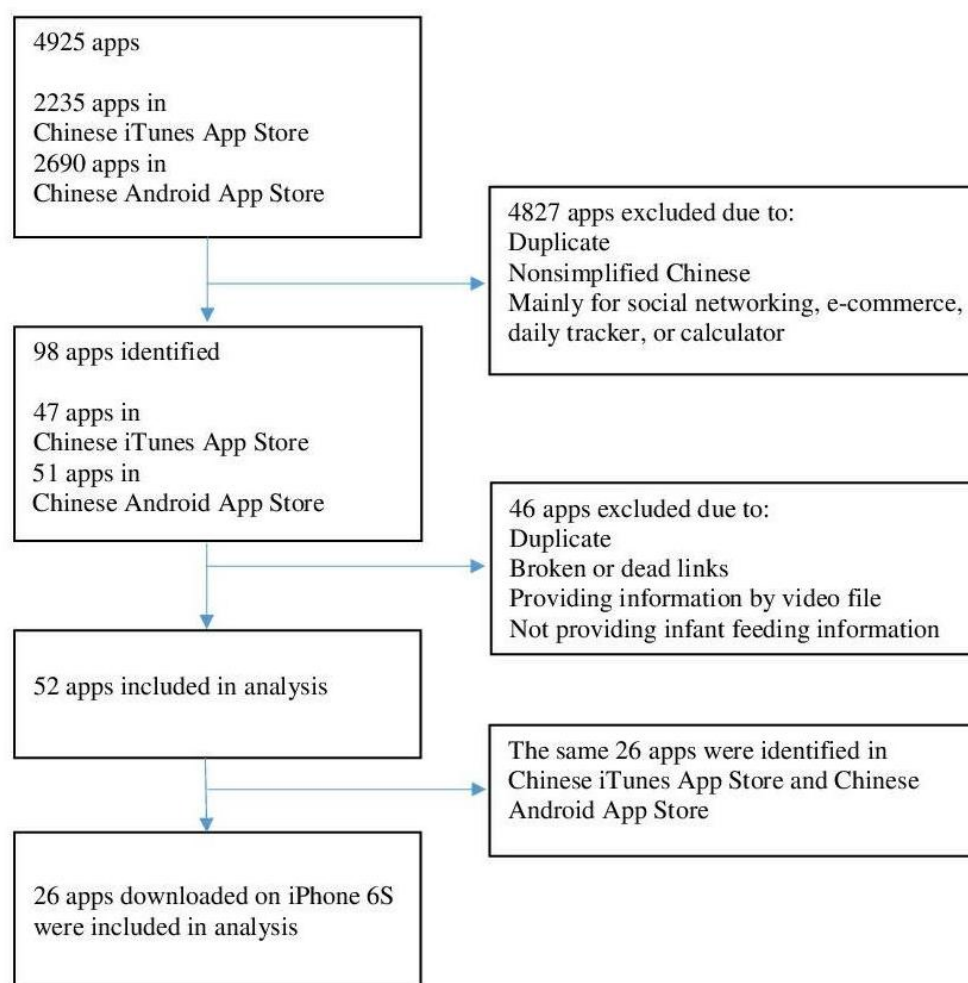 4925 apps
2235 apps in
Chinese iTunes App Store
2690 apps in
Chinese Android App Store
4827 apps excluded due to:
Duplicate
Nonsimplified Chinese
Mainly for social networking, e-commerce,
daily tracker, or calculator
98 apps identified
47 apps in
Chinese iTunes App Store
51 apps in
Chinese Android App Store
46 apps excluded due to:
Duplicate
Broken or dead links
Providing information by video file
Not providing infant feeding information
52 apps included in analysis
The same 26 apps were identified in
Chinese iTunes App Store and Chinese
Android App Store
26 apps downloaded on iPhone 6S
were included in analysis